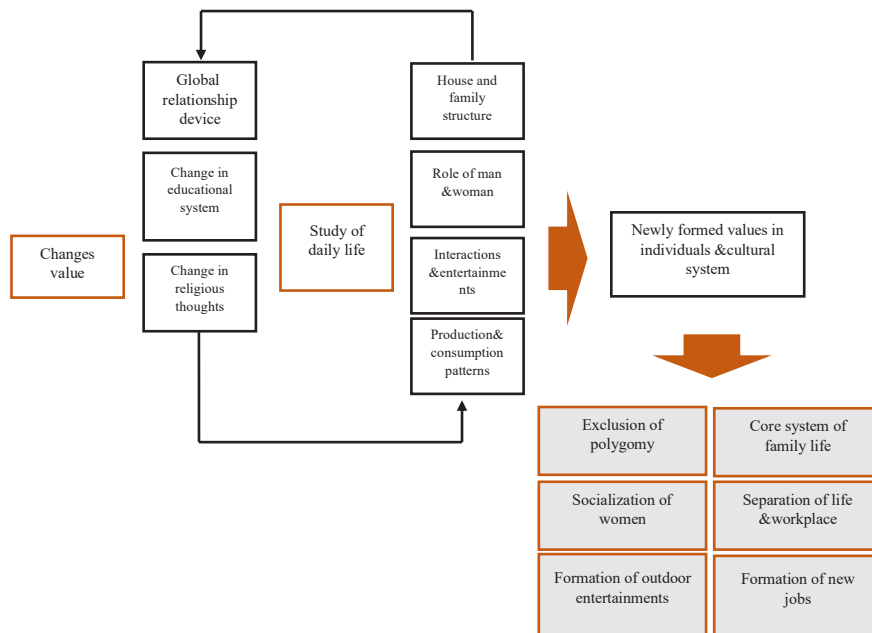 Changes
value
Global
relationship
device
Change in
educational
system
Change in
religious
thoughts
Study of
daily life
House and
family
structure
Role of man
&woman
Interactions
&entertainme
nts
Production&
consumption
patterns
Newly formed values in
individuals &cultural
system
Exclusion of
polygomy
Core system of
family life
Socialization of
women
Separation of life
&workplace
Formation of outdoor
entertainments
Formation of new
jobs